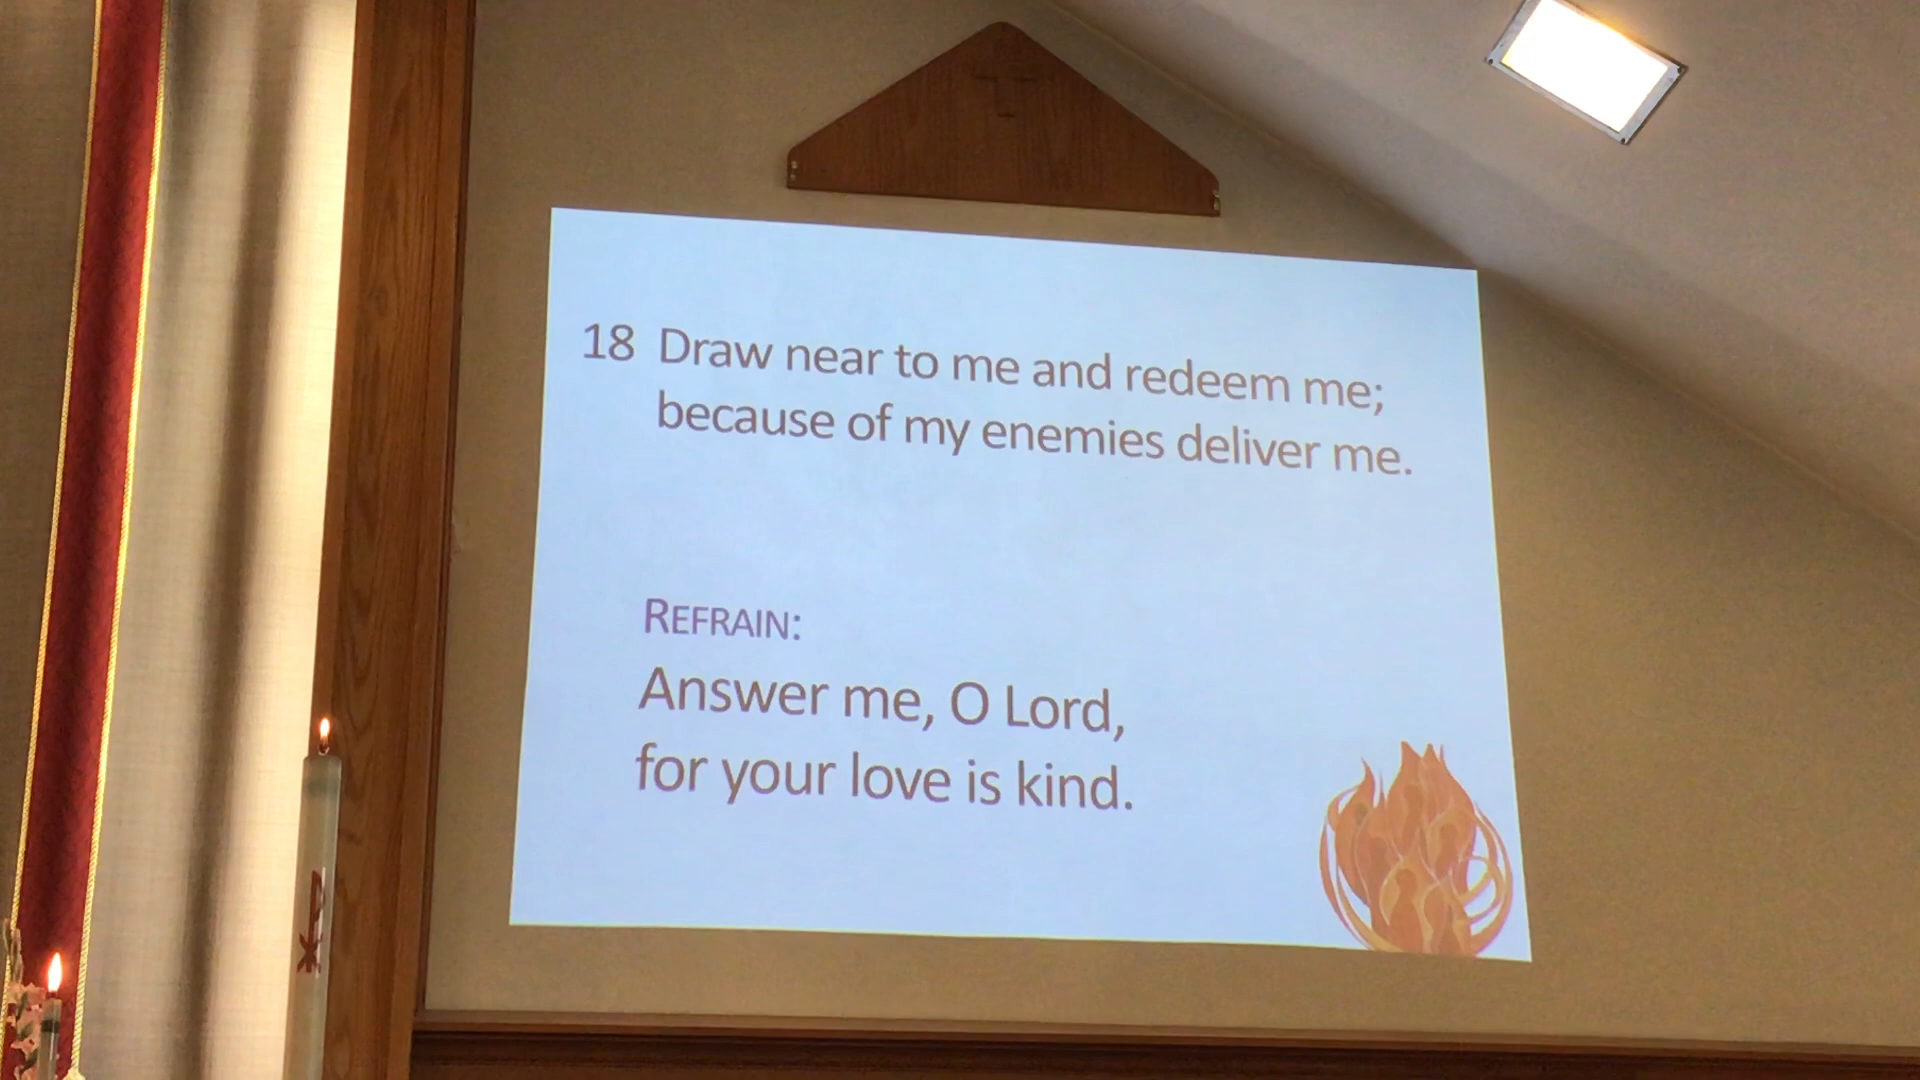 18 Draw near to me and redeem me;
because of my enemies deliver me.
REFRAIN:
Answer me, O Lord,
for your love is kind.